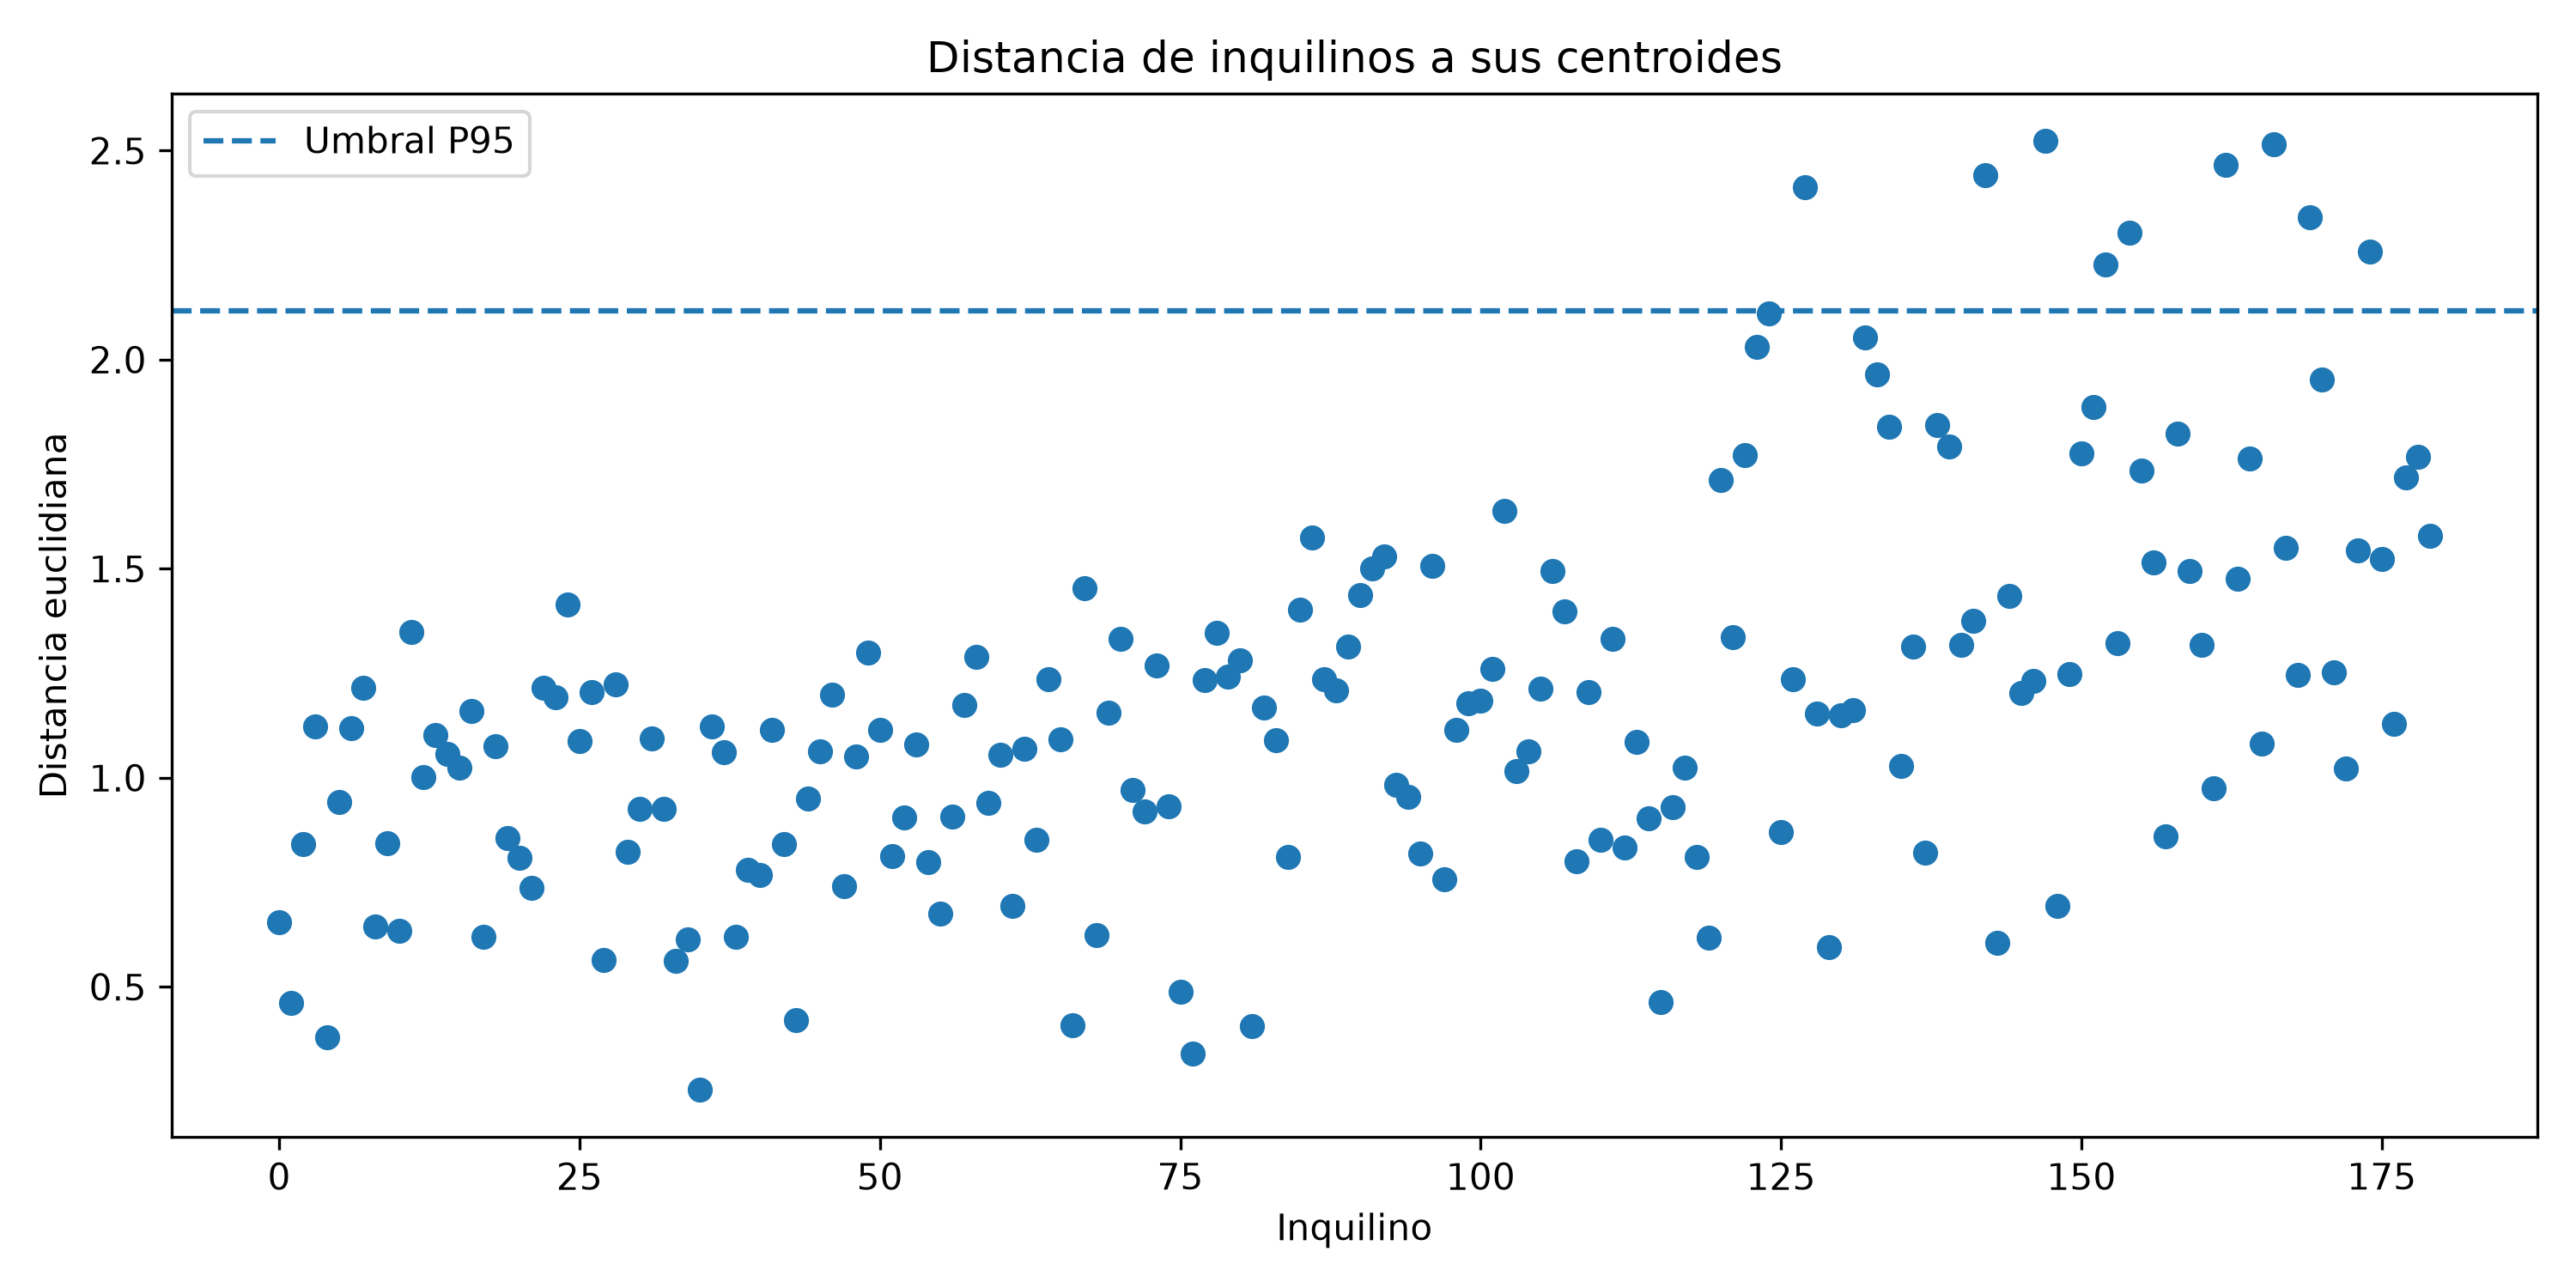 Distancia de inquilinos a sus centroides
Umbral P95
2.5
2.0
1.5
1.0
0.5
Distancia euclidiana
0 25 50 75 100 125 150 175
Inquilino